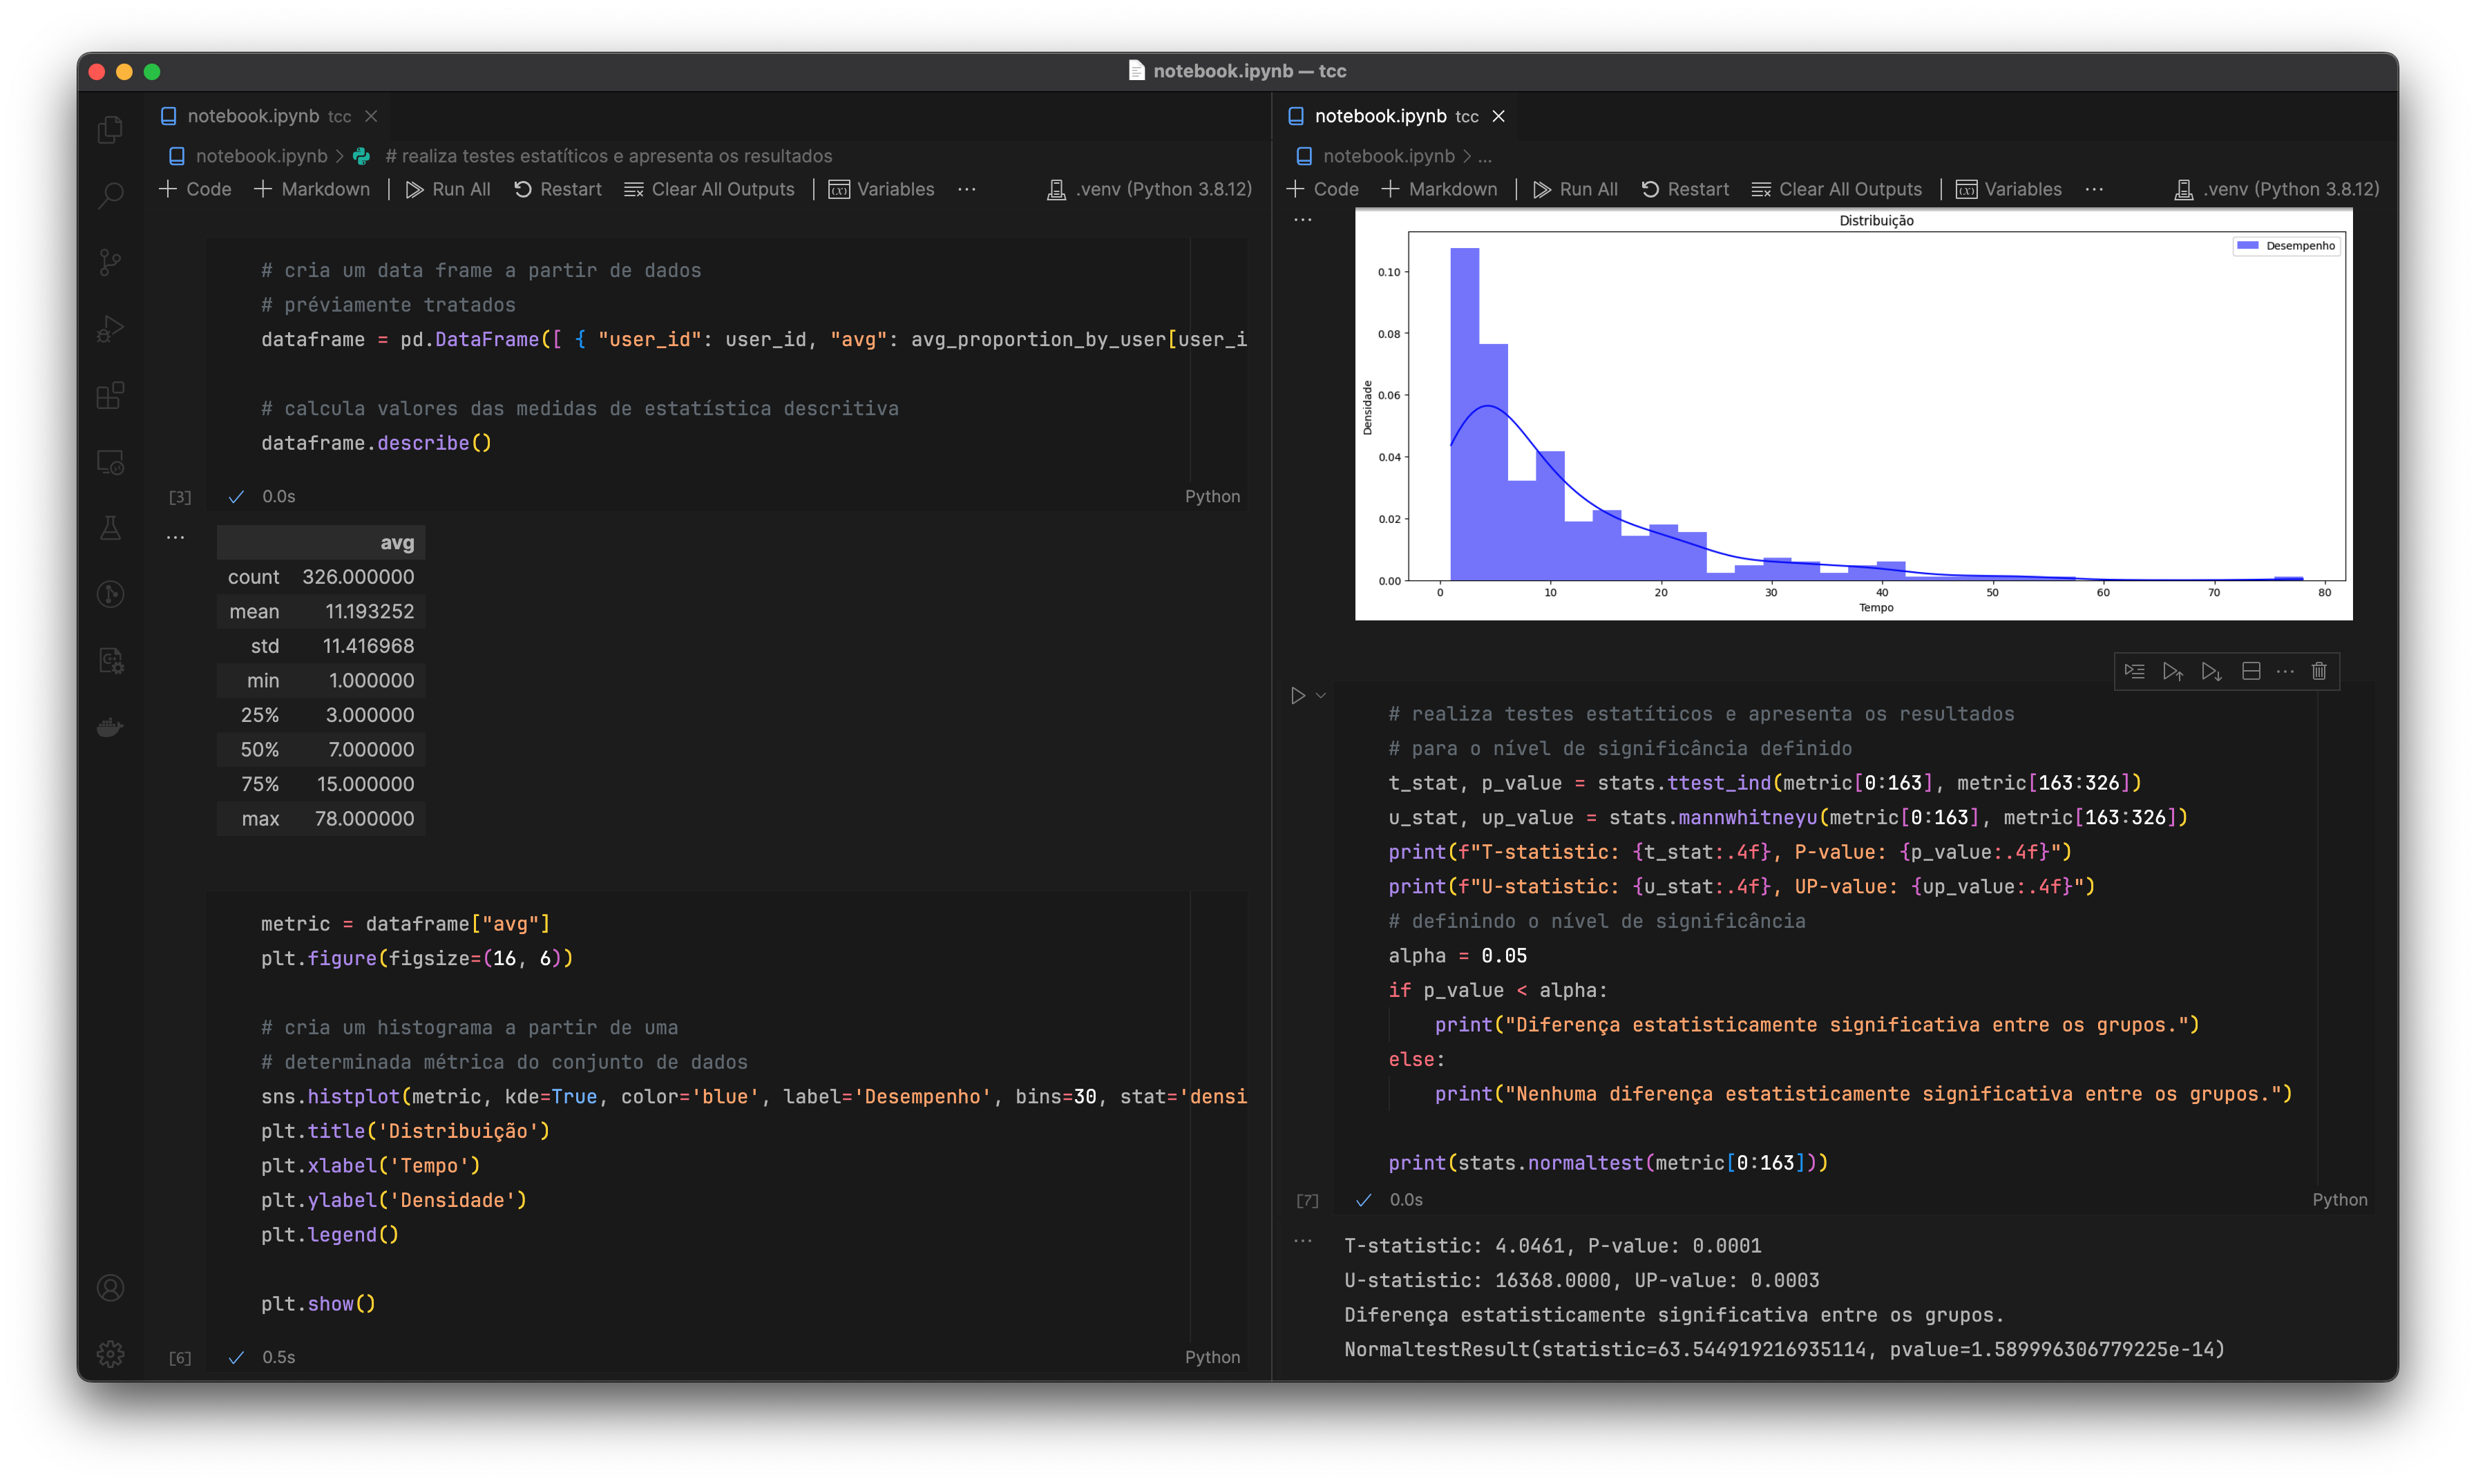 notebook.ipynb — tcc
notebook.ipynb tcc
notebook.ipynb > # realiza testes estatíticos e apresenta os resultados
+ Code + Markdown | Run All Restart Clear All Outputs | Variables ... .venv (Python 3.8.12)
# cria um data frame a partir de dados
# préviamente tratados
dataframe = pd.DataFrame([ { "user_id": user_id, "avg": avg_proportion_by_user[user_i
# calcula valores das medidas de estatística descritiva
dataframe.describe()
[3] 0.0s Python
avg
count 326.000000
mean 11.193252
std 11.416968
min 1.000000
25% 3.000000
50% 7.000000
75% 15.000000
max 78.000000
metric = dataframe["avg"]
plt.figure(figsize=(16, 6))
# cria um histograma a partir de uma
# determinada métrica do conjunto de dados
sns.histplot(metric, kde=True, color='blue', label='Desempenho', bins=30, stat='densi
plt.title('Distribuição')
plt.xlabel('Tempo')
plt.ylabel('Densidade')
plt.legend()
plt.show()
[6] 0.5s Python
notebook.ipynb tcc
notebook.ipynb > ...
+ Code + Markdown | Run All Restart Clear All Outputs | Variables ... .venv (Python 3.8.12)
Distribuição
Desempenho
Densidade
0.10
0.08
0.06
0.04
0.02
0.00
0 10 20 30 40 50 60 70 80
Tempo
# realiza testes estatíticos e apresenta os resultados
# para o nível de significância definido
t_stat, p_value = stats.ttest_ind(metric[0:163], metric[163:326])
u_stat, up_value = stats.mannwhitneyu(metric[0:163], metric[163:326])
print(f"T-statistic: {t_stat:.4f}, P-value: {p_value:.4f}")
print(f"U-statistic: {u_stat:.4f}, UP-value: {up_value:.4f}")
# definindo o nível de significância
alpha = 0.05
if p_value < alpha:
    print("Diferença estatisticamente significativa entre os grupos.")
else:
    print("Nenhuma diferença estatisticamente significativa entre os grupos.")
print(stats.normaltest(metric[0:163]))
[7] 0.0s Python
T-statistic: 4.0461, P-value: 0.0001
U-statistic: 16368.0000, UP-value: 0.0003
Diferença estatisticamente significativa entre os grupos.
NormaltestResult(statistic=63.544919216935114, pvalue=1.589996306779225e-14)